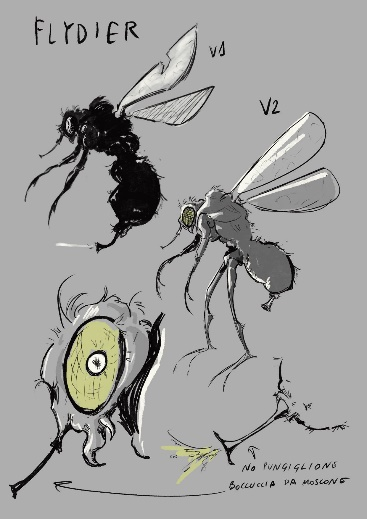 FLYDIER
V1
V2
NO PUNGIGLIONE
BOCCUCCIA DA MOSCONE